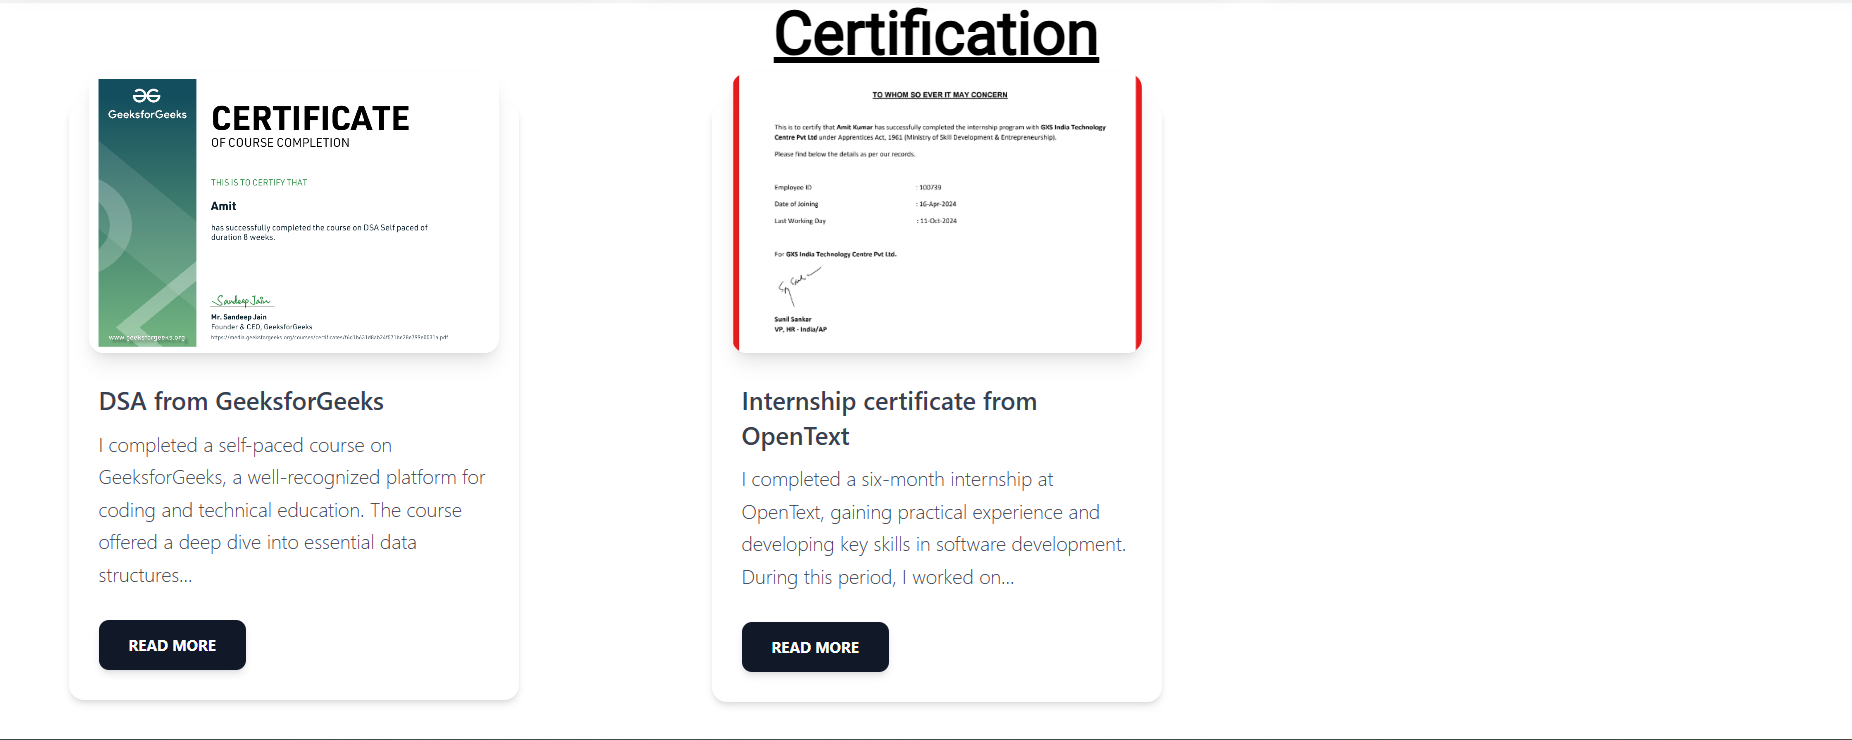 Certification
GeeksforGeeks
CERTIFICATE
OF COURSE COMPLETION
THIS IS TO CERTIFY THAT
Amit
has successfully completed the course on DSA Self paced of
duration 8 weeks.
Sandeep Jain
Mr. Sandeep Jain
Founder & CEO, GeeksforGeeks
www.geeksforgeeks.org
DSA from GeeksforGeeks
I completed a self-paced course on
GeeksforGeeks, a well-recognized platform for
coding and technical education. The course
offered a deep dive into essential data
structures...
READ MORE
TO WHOM SO EVER IT MAY CONCERN
This is to certify that Amit Kumar has successfully completed the internship program with GXS India Technology
Centre Pvt Ltd under Apprentices Act, 1961 (Ministry of Skill Development & Entrepreneurship).
Please find below the details as per our records.
Employee ID : 100739
Date of Joining : 16-Apr-2024
Last Working Day : 11-Oct-2024
For GXS India Technology Centre Pvt Ltd.
Sunil Sankar
VP, HR - India/AP
Internship certificate from
OpenText
I completed a six-month internship at
OpenText, gaining practical experience and
developing key skills in software development.
During this period, I worked on...
READ MORE